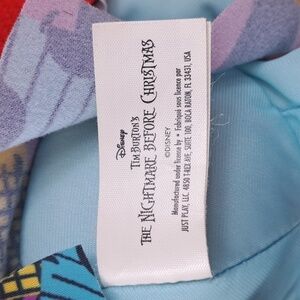 Disney
Tim Burton's
The Nightmare Before Christmas
©DISNEY
Manufactured under license by • Fabriqué sous licence par
JUST PLAY, LLC. 4850 T-REX AVE, SUITE 100, BOCA RATON, FL 33431, USA